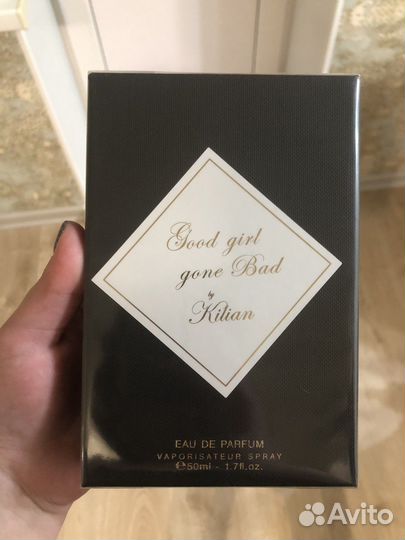 Good girl
gone Bad
by
Kilian
EAU DE PARFUM
VAPORISATEUR SPRAY
℮50ml - 1.7fl.oz.
Avito